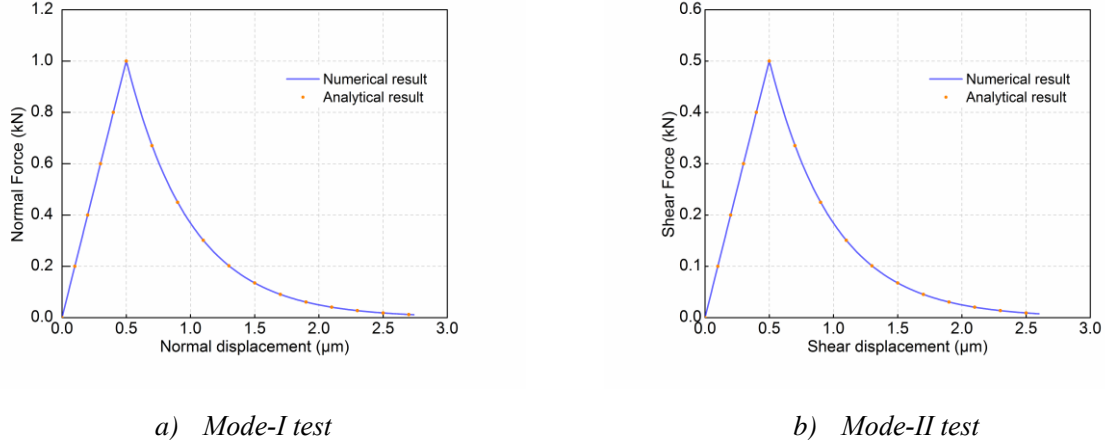 1.2
1.0
0.8
0.6
0.4
0.2
0.0
Normal Force (kN)
Numerical result
Analytical result
0.0 0.5 1.0 1.5 2.0 2.5 3.0
Normal displacement (μm)
a) Mode-I test
0.6
0.5
0.4
0.3
0.2
0.1
0.0
Shear Force (kN)
Numerical result
Analytical result
0.0 0.5 1.0 1.5 2.0 2.5 3.0
Shear displacement (μm)
b) Mode-II test